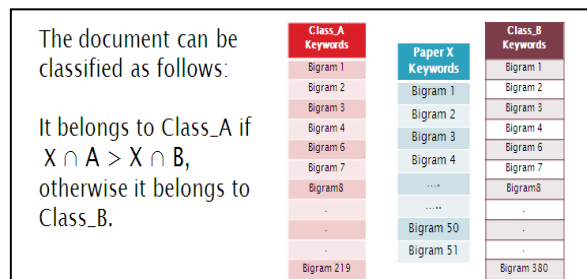 The document can be
classified as follows:
It belongs to Class_A if
X ∩ A > X ∩ B,
otherwise it belongs to
Class_B.
Class_A
Keywords
Bigram 1
Bigram 2
Bigram 3
Bigram 4
Bigram 6
Bigram 7
Bigram8
.
.
.
Bigram 219
Paper X
Keywords
Bigram 1
Bigram 2
Bigram 3
Bigram 4
....
.....
Bigram 50
Bigram 51
Class_B
Keywords
Bigram 1
Bigram 2
Bigram 3
Bigram 4
Bigram 6
Bigram 7
Bigram8
.
.
.
Bigram 380